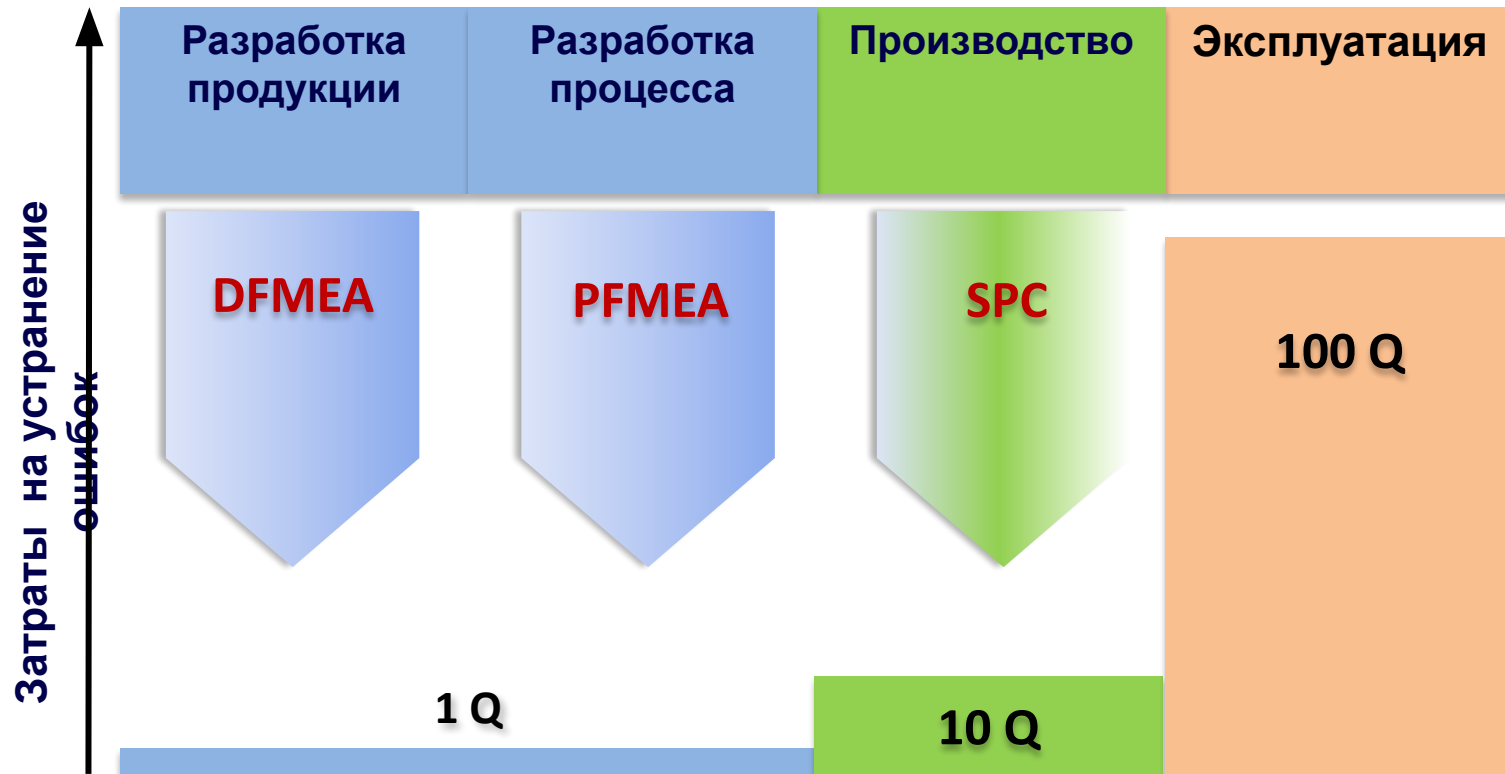 Разработка
продукции
Разработка
процесса
Производство
Эксплуатация
Затраты на устранение
ошибок
DFMEA
PFMEA
SPC
100 Q
1 Q
10 Q